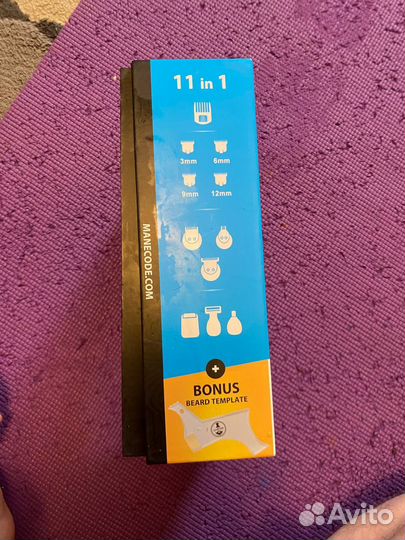 11 in 1
3mm 6mm
9mm 12mm
MANECODE.COM
+
BONUS
BEARD TEMPLATE
Avito